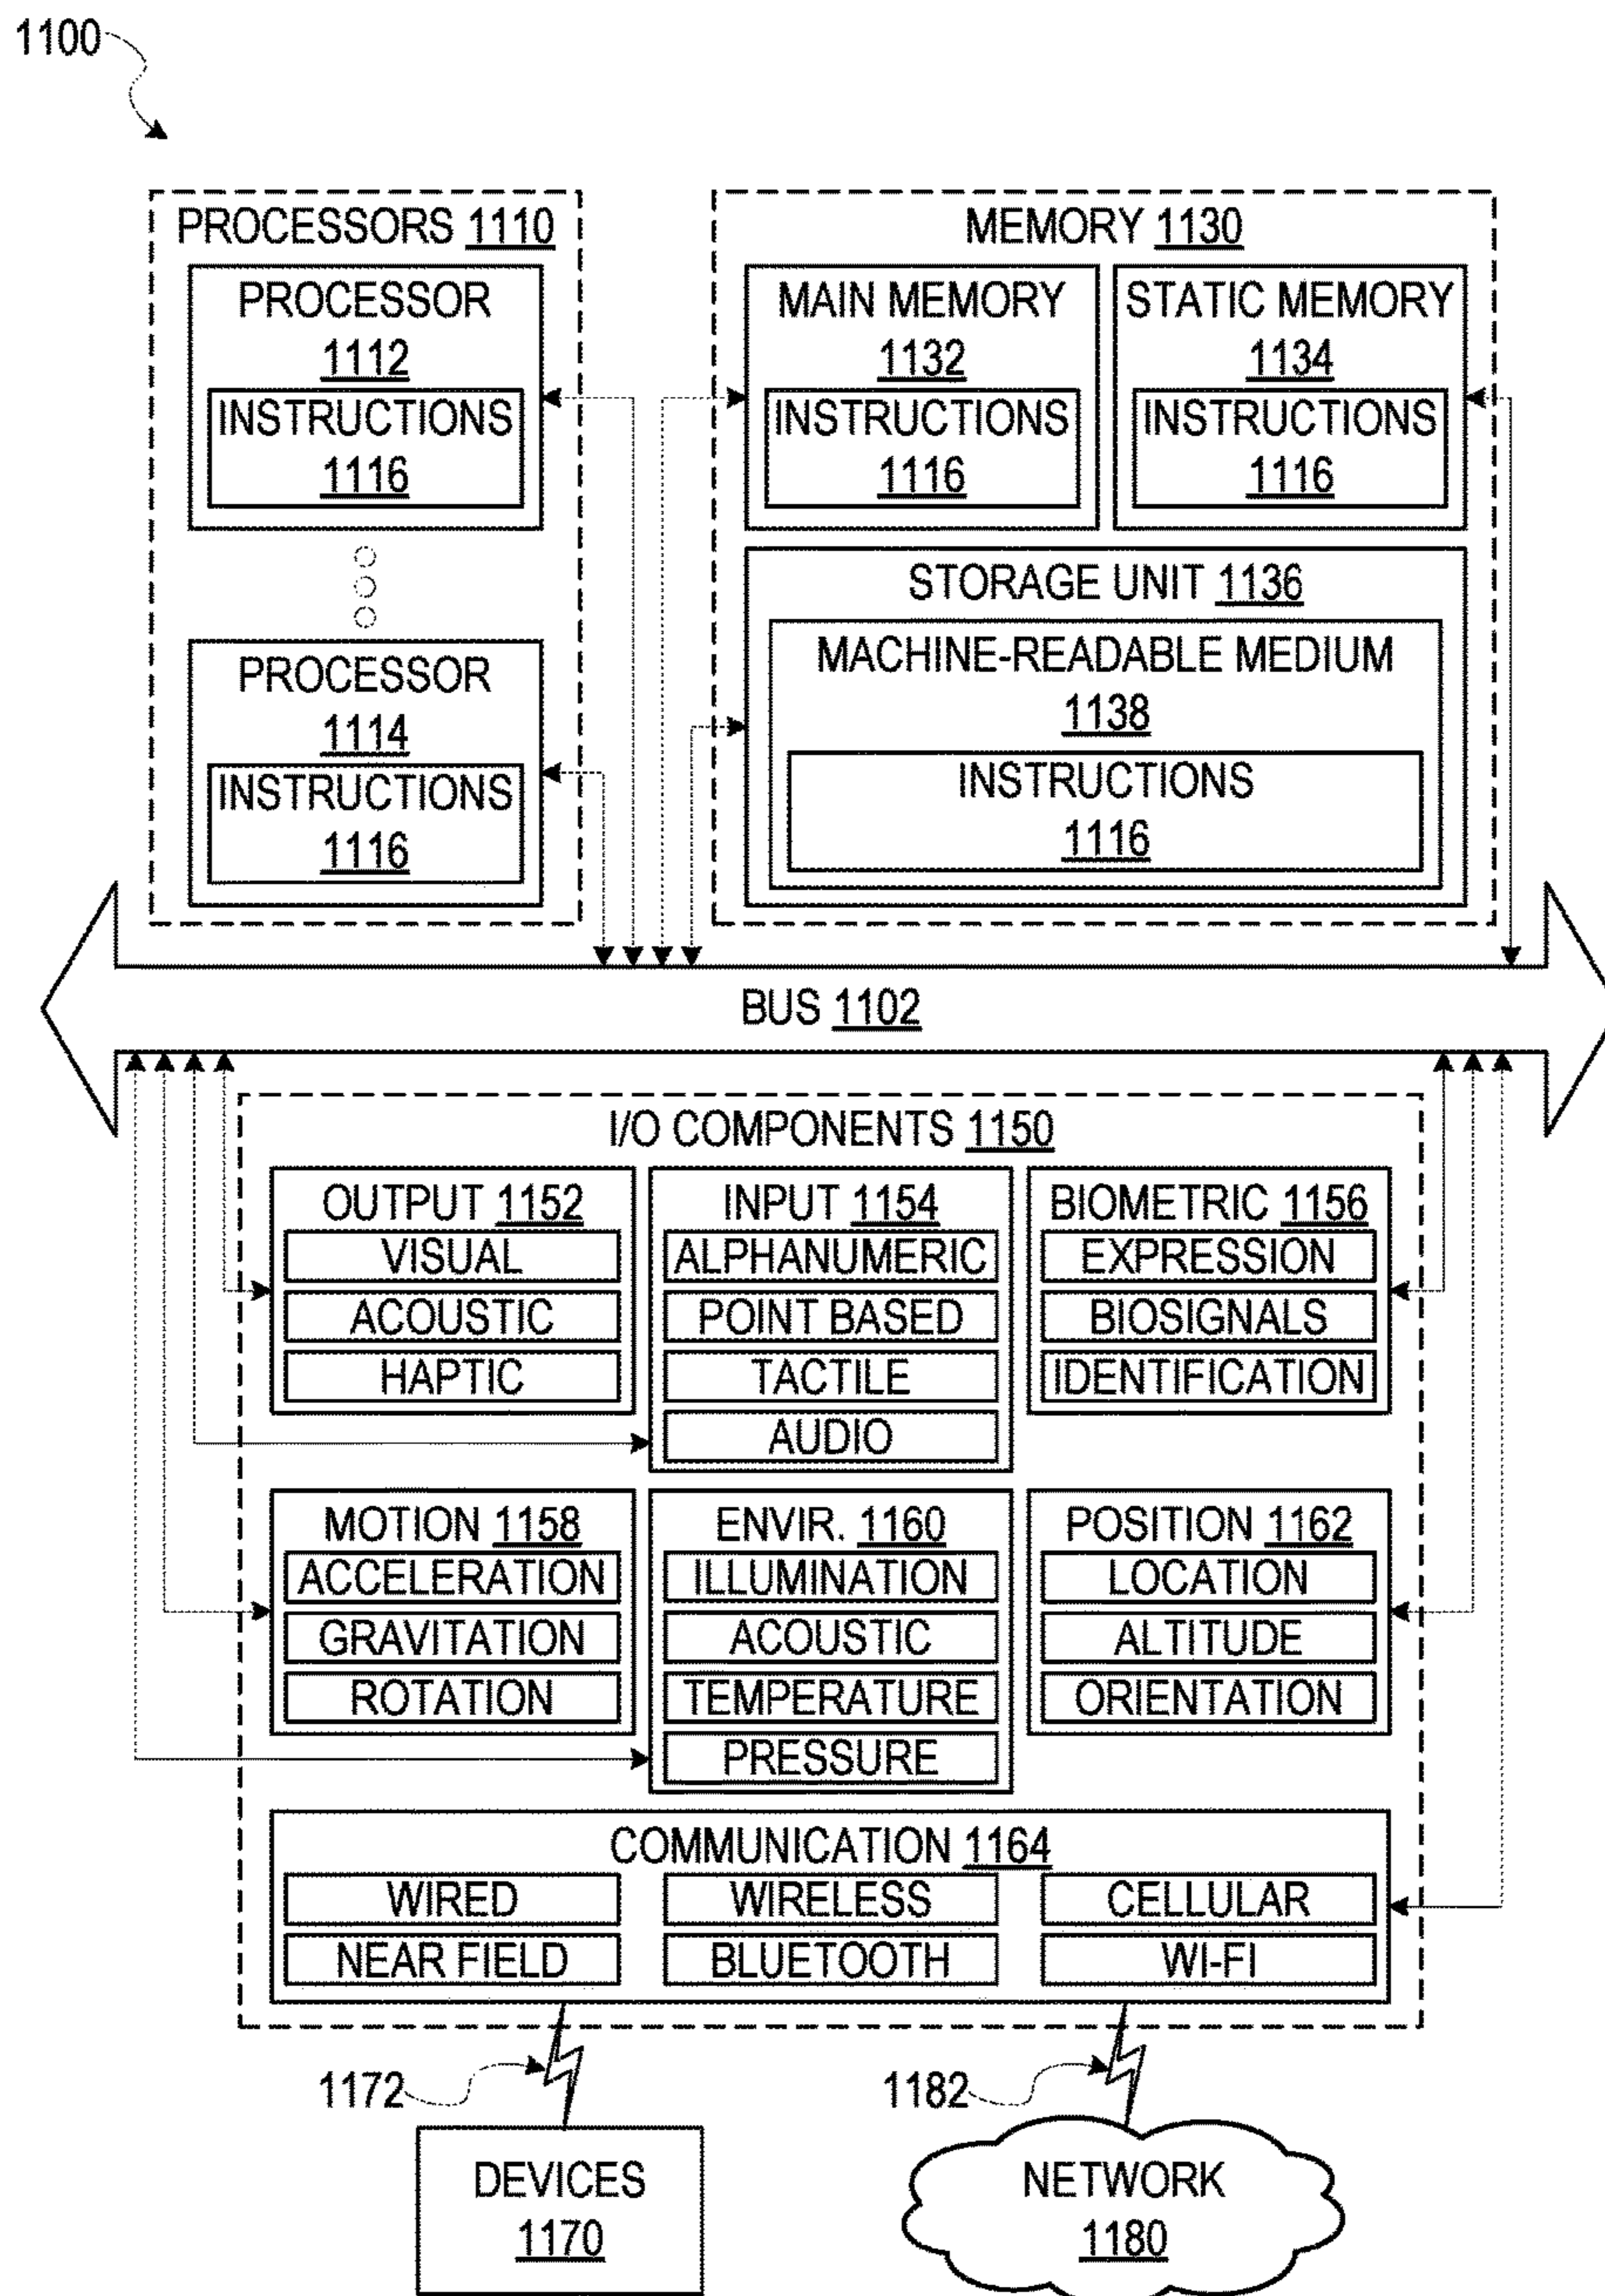 1100
PROCESSORS 1110
PROCESSOR
1112
INSTRUCTIONS
1116
PROCESSOR
1114
INSTRUCTIONS
1116
MEMORY 1130
MAIN MEMORY
1132
INSTRUCTIONS
1116
STATIC MEMORY
1134
INSTRUCTIONS
1116
STORAGE UNIT 1136
MACHINE-READABLE MEDIUM
1138
INSTRUCTIONS
1116
BUS 1102
I/O COMPONENTS 1150
OUTPUT 1152
VISUAL
ACOUSTIC
HAPTIC
INPUT 1154
ALPHANUMERIC
POINT BASED
TACTILE
AUDIO
BIOMETRIC 1156
EXPRESSION
BIOSIGNALS
IDENTIFICATION
MOTION 1158
ACCELERATION
GRAVITATION
ROTATION
ENVIR. 1160
ILLUMINATION
ACOUSTIC
TEMPERATURE
PRESSURE
POSITION 1162
LOCATION
ALTITUDE
ORIENTATION
COMMUNICATION 1164
WIRED
WIRELESS
CELLULAR
NEAR FIELD
BLUETOOTH
WI-FI
1172
1182
DEVICES
1170
NETWORK
1180